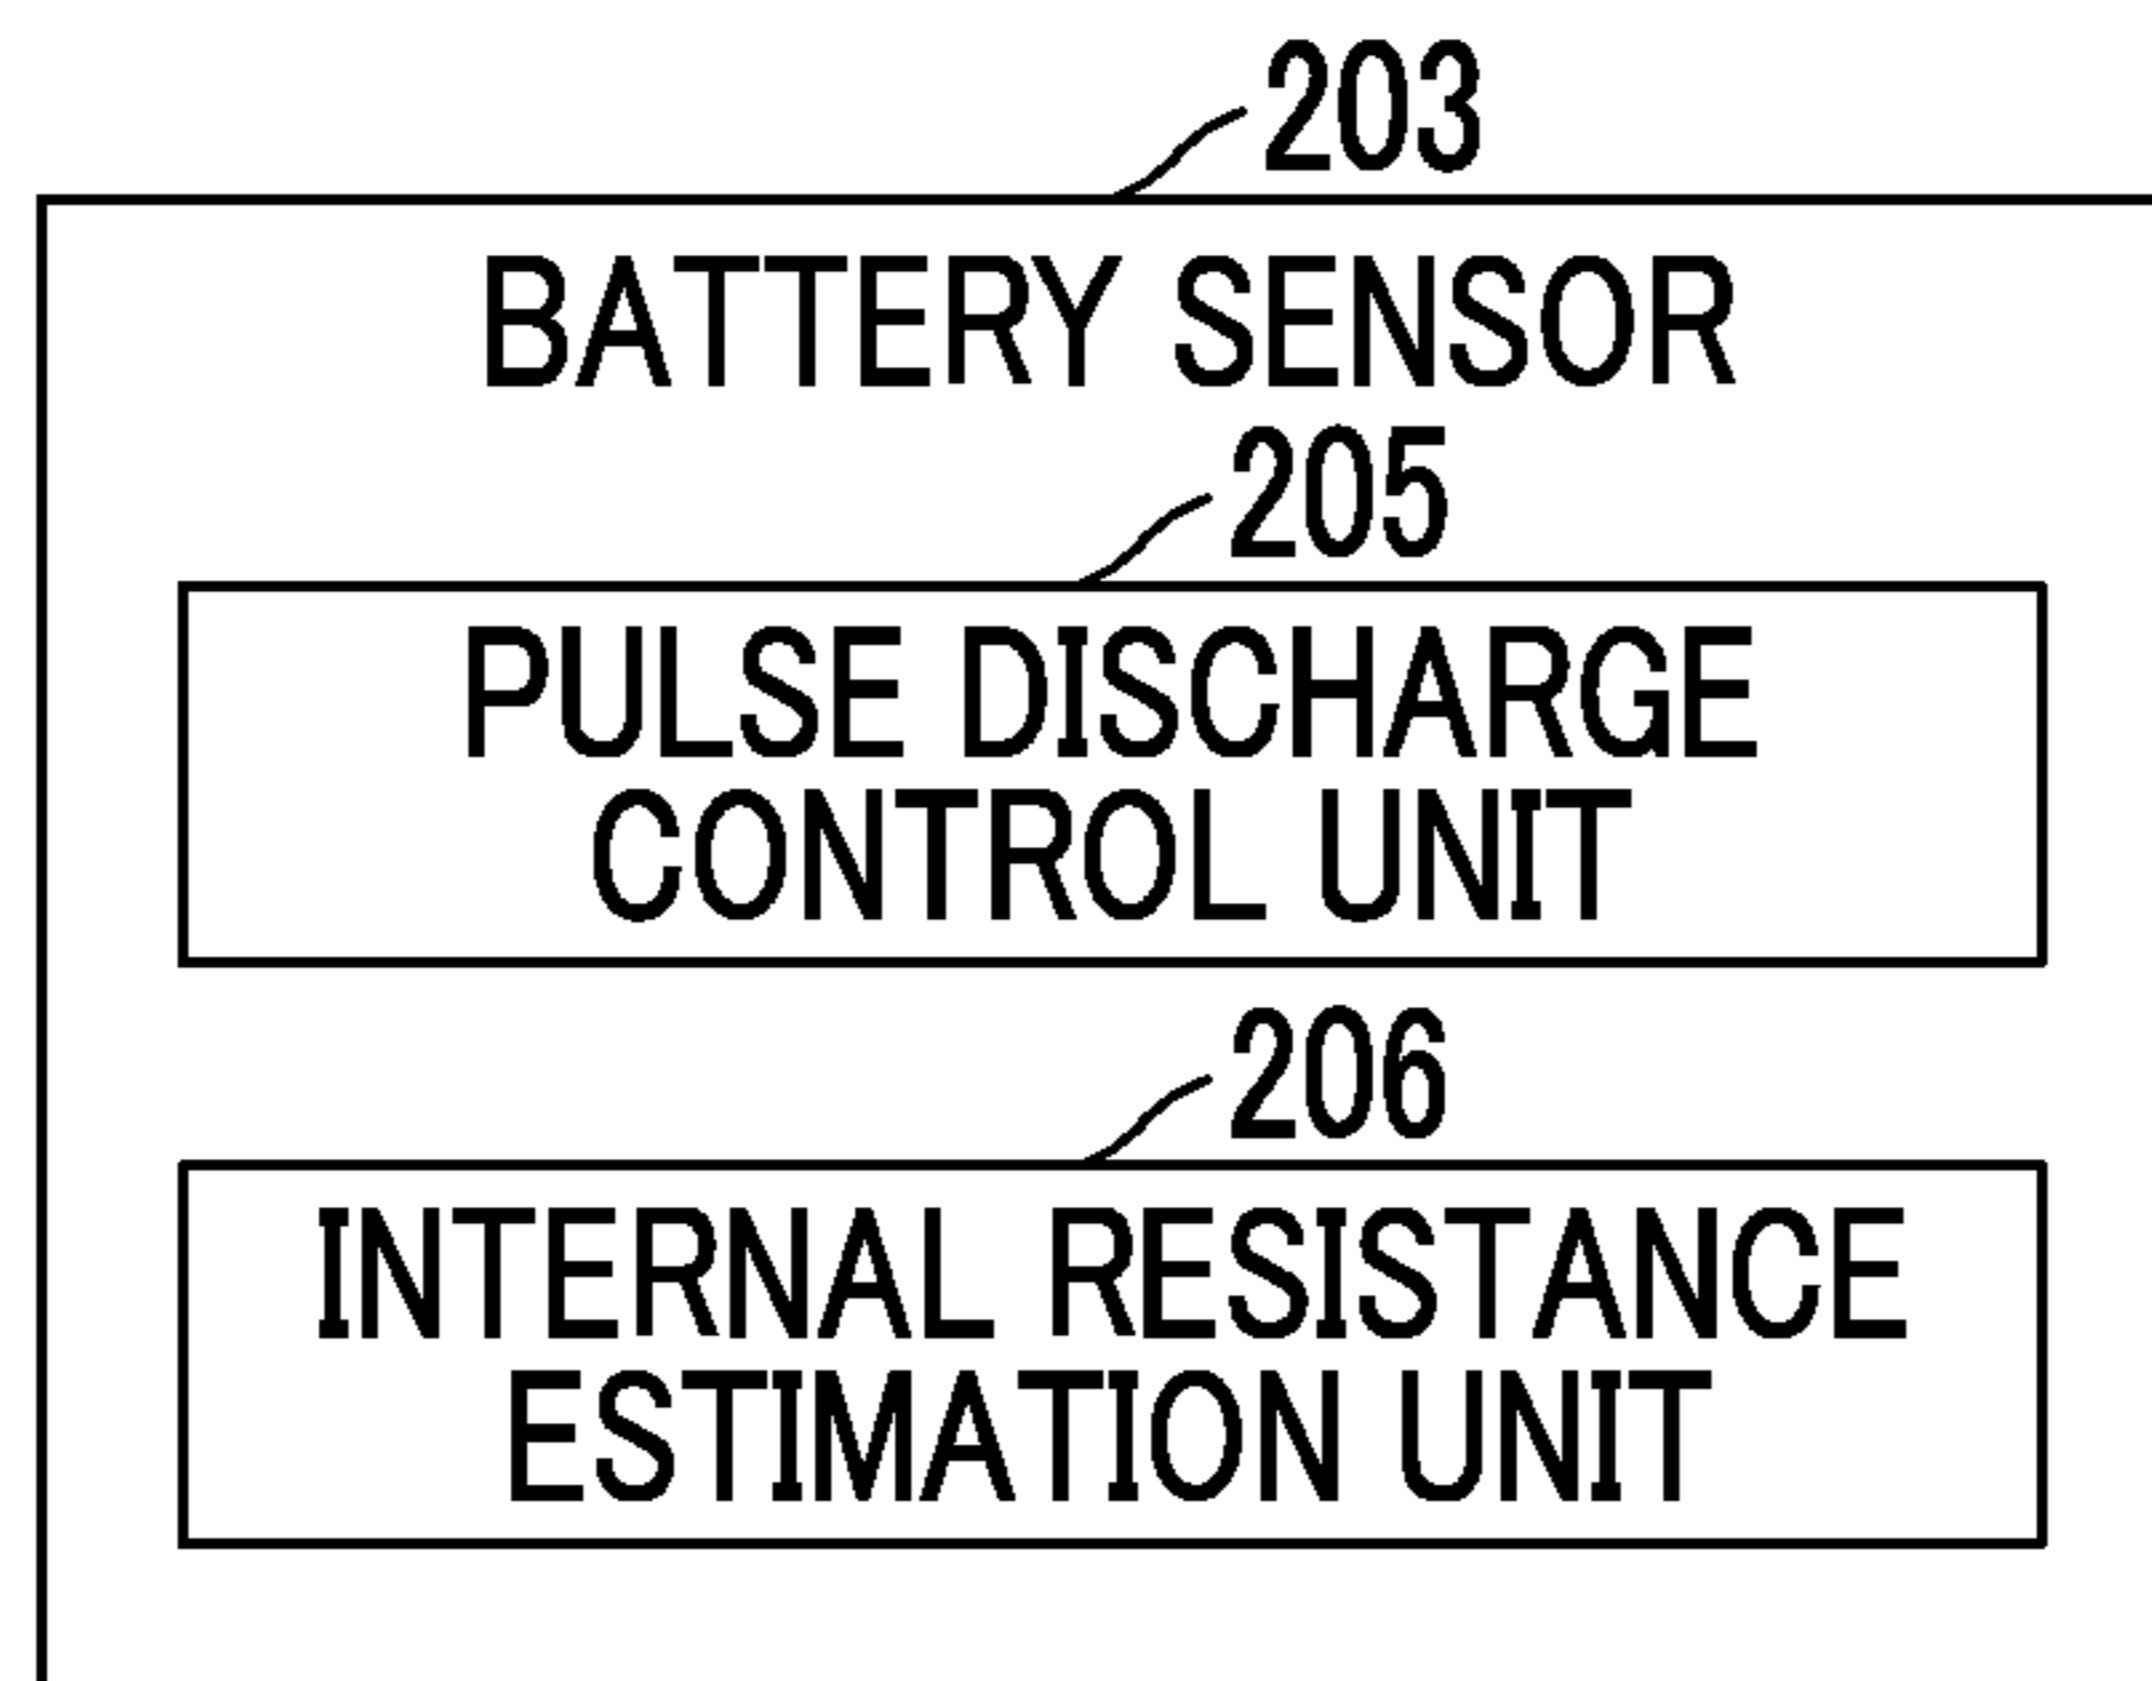 203
BATTERY SENSOR
205
PULSE DISCHARGE
CONTROL UNIT
206
INTERNAL RESISTANCE
ESTIMATION UNIT